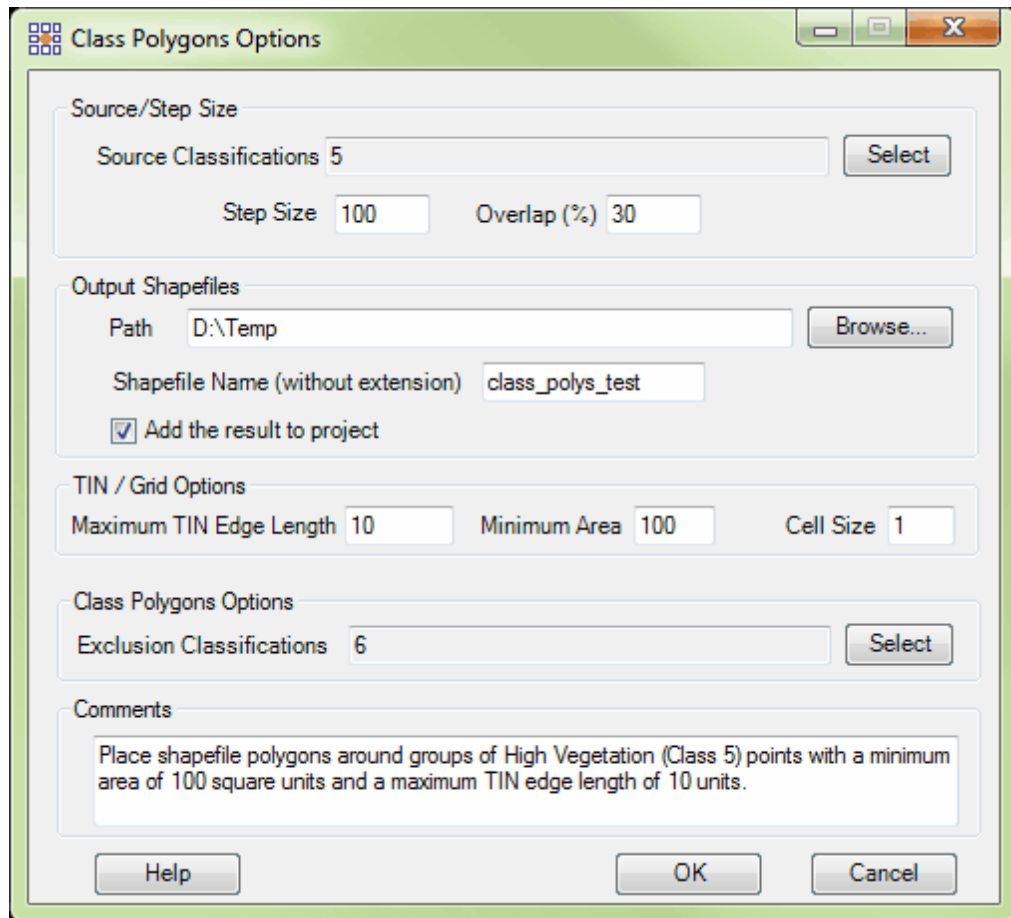 Class Polygons Options
Source/Step Size
Source Classifications 5 Select
Step Size 100 Overlap (%) 30
Output Shapefiles
Path D:\Temp Browse...
Shapefile Name (without extension) class_polys_test
Add the result to project
TIN / Grid Options
Maximum TIN Edge Length 10 Minimum Area 100 Cell Size 1
Class Polygons Options
Exclusion Classifications 6 Select
Comments
Place shapefile polygons around groups of High Vegetation (Class 5) points with a minimum
area of 100 square units and a maximum TIN edge length of 10 units.
Help OK Cancel